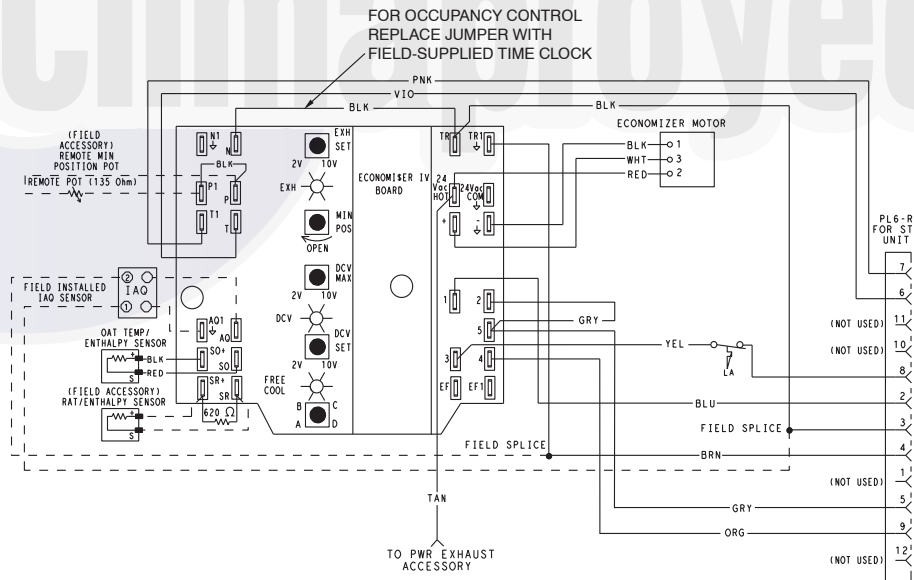 climaproyec
FOR OCCUPANCY CONTROL
REPLACE JUMPER WITH
FIELD-SUPPLIED TIME CLOCK
PNK
VIO
BLK
BLK
(FIELD
ACCESSORY)
REMOTE MIN
POSITION POT
REMOTE POT (135 Ohm)
N1
N
BLK
P1
P
T1
T
EXH
SET
2V 10V
EXH
MIN
POS
OPEN
DCV
MAX
2V 10V
DCV
DCV
SET
2V 10V
FREE
COOL
B C
A D
ECONOMI$ER IV
BOARD
TR TR1
24
Vac
HOT
24Vac
COM
+ -
1 2
5
3 4
EF EF1
ECONOMIZER MOTOR
BLK 1
WHT 3
RED 2
FIELD INSTALLED
IAQ SENSOR
2
IAQ
1
AQ1
AQ
OAT TEMP/
ENTHALPY SENSOR
+
S
BLK
RED
SO+
SO
(FIELD ACCESSORY)
RAT/ENTHALPY SENSOR
+
S
SR+
SR
620 Ω
GRY
YEL
LA
BLU
FIELD SPLICE
FIELD SPLICE
BRN
GRY
ORG
TAN
TO PWR EXHAUST
ACCESSORY
PL6-R
FOR ST
UNIT
7
6
(NOT USED) 11
(NOT USED) 10
8
2
3
4
(NOT USED) 1
5
9
(NOT USED) 12